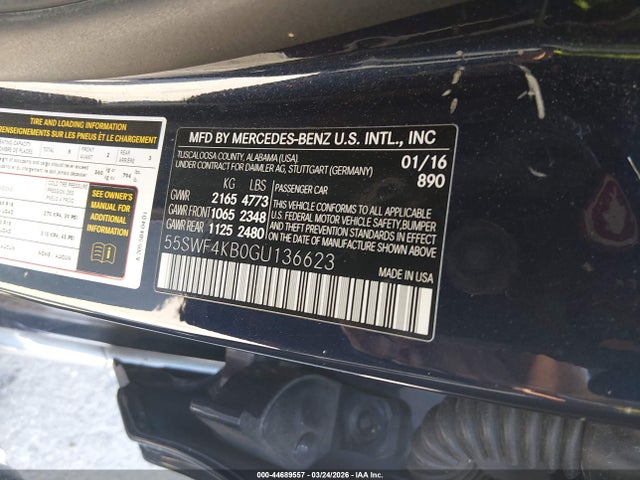 TIRE AND LOADING INFORMATION
RENSEIGNEMENTS SUR LES PNEUS ET LE CHARGEMENT
SEE OWNER'S
MANUAL FOR
ADDITIONAL
INFORMATION
MFD BY MERCEDES-BENZ U.S. INTL., INC
TUSCALOOSA COUNTY, ALABAMA (USA)
UNDER CONTRACT FOR DAIMLER AG, STUTTGART (GERMANY)
01/16
890
KG LBS
GVWR 2165 4773
GAWR FRONT 1065 2348
GAWR REAR 1125 2480
PASSENGER CAR
THIS VEHICLE CONFORMS TO ALL APPLICABLE
U.S. FEDERAL MOTOR VEHICLE SAFETY, BUMPER
AND THEFT PREVENTION STANDARDS IN EFFECT
ON THE DATE OF MANUFACTURE SHOWN ABOVE.
55SWF4KB0GU136623
MADE IN USA
000-44689557 - 03/24/2026 - IAA Inc.